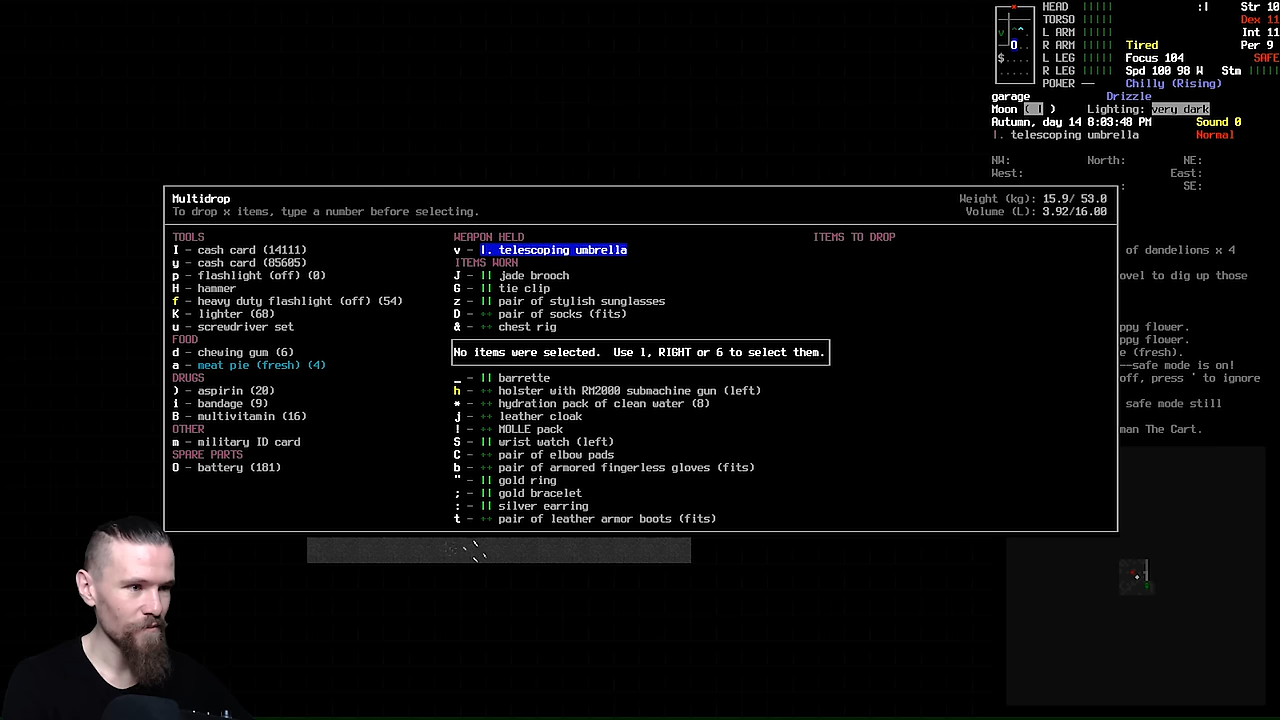 HEAD ||||| :| Str 10
TORSO ||||| Dex 11
L ARM ||||| Int 11
R ARM ||||| Tired Per 9
L LEG ||||| Focus 104 SAFE
R LEG ||||| Spd 100 98 W Stm |||||
POWER — Chilly (Rising)
garage Drizzle
Moon ( | ) Lighting: very dark
Autumn, day 14 8:03:48 PM Sound 0
|. telescoping umbrella Normal
NW: North: NE:
West: East:
: SE:
Multidrop Weight (kg): 15.9/ 53.0
To drop x items, type a number before selecting. Volume (L): 3.92/16.00
TOOLS WEAPON HELD ITEMS TO DROP
I - cash card (14111) v - |. telescoping umbrella
y - cash card (85605) ITEMS WORN
p - flashlight (off) (0) J - || jade brooch
H - hammer G - || tie clip
f - heavy duty flashlight (off) (54) z - || pair of stylish sunglasses
K - lighter (68) D - ++ pair of socks (fits)
u - screwdriver set & - ++ chest rig
FOOD
d - chewing gum (6) No items were selected. Use l, RIGHT or 6 to select them.
a - meat pie (fresh) (4)
DRUGS _ - || barrette
) - aspirin (20) h - ++ holster with RM2000 submachine gun (left)
i - bandage (9) * - ++ hydration pack of clean water (8)
B - multivitamin (16) j - ++ leather cloak
OTHER ! - ++ MOLLE pack
m - military ID card S - || wrist watch (left)
SPARE PARTS C - ++ pair of elbow pads
O - battery (181) b - ++ pair of armored fingerless gloves (fits)
" - || gold ring
; - || gold bracelet
: - || silver earring
t - ++ pair of leather armor boots (fits)
of dandelions x 4
ovel to dig up those
ppy flower.
ppy flower.
e (fresh).
--safe mode is on!
off, press ' to ignore
safe mode still
man The Cart.